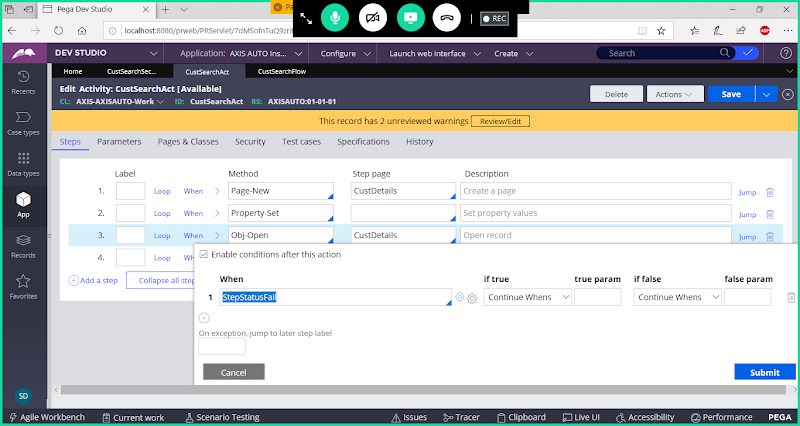 Pega Dev Studio
REC
localhost:8080/prweb/PRServlet/7dMSofnTuQ9zri
ABP
DEV STUDIO
Application: AXIS AUTO Ins...
Configure
Launch web interface
Create
Search
Recents
Case types
Data types
App
Records
Favorites
SD
Home
CustSearchSec...
CustSearchAct
CustSearchFlow
Edit Activity: CustSearchAct [Available]
CL: AXIS-AXISAUTO-Work ID: CustSearchAct RS: AXISAUTO:01-01-01
Delete
Actions
Save
This record has 2 unreviewed warnings Review/Edit
Steps Parameters Pages & Classes Security Test cases Specifications History
Label Method Step page Description
1. Loop When Page-New CustDetails Create a page Jump
2. Loop When Property-Set Set property values Jump
3. Loop When Obj-Open CustDetails Open record Jump
4. Loop When
Add a step Collapse all step
Enable conditions after this action
When if true true param if false false param
1 StepStatusFail Continue Whens Continue Whens
On exception, jump to later step label
Cancel Submit
Agile Workbench Current work Scenario Testing Issues Tracer Clipboard Live UI Accessibility Performance PEGA